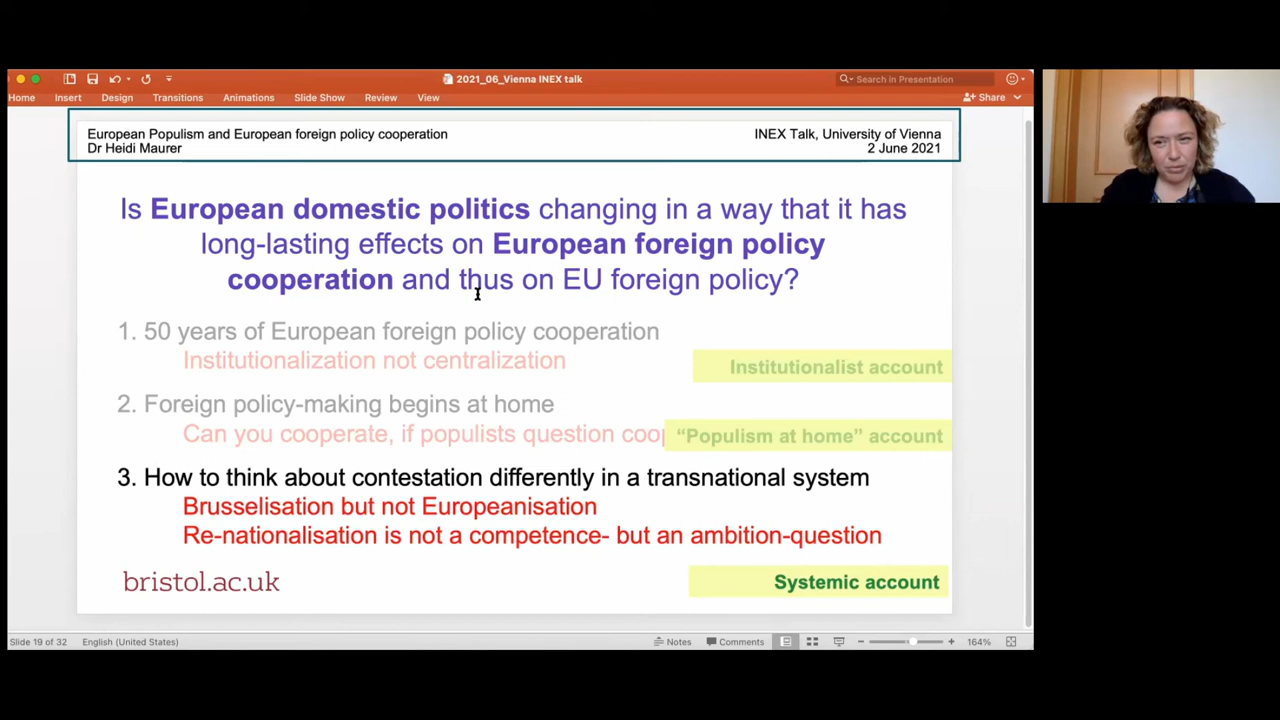 2021_06_Vienna INEX talk
Search in Presentation
Home Insert Design Transitions Animations Slide Show Review View
Share
European Populism and European foreign policy cooperation
Dr Heidi Maurer
INEX Talk, University of Vienna
2 June 2021
Is European domestic politics changing in a way that it has
long-lasting effects on European foreign policy
cooperation and thus on EU foreign policy?
1. 50 years of European foreign policy cooperation
Institutionalization not centralization
Institutionalist account
2. Foreign policy-making begins at home
Can you cooperate, if populists question coop
“Populism at home” account
3. How to think about contestation differently in a transnational system
Brusselisation but not Europeanisation
Re-nationalisation is not a competence- but an ambition-question
bristol.ac.uk
Systemic account
Slide 19 of 32 English (United States) Notes Comments 164%